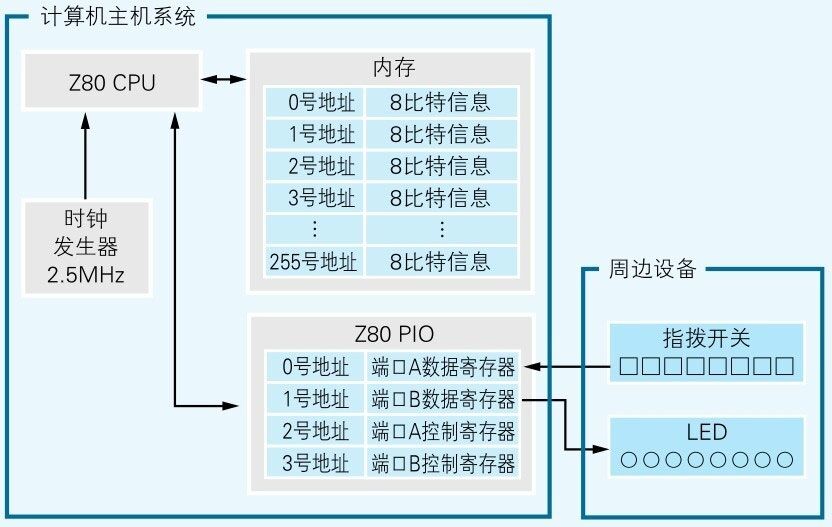 计算机主机系统
Z80 CPU
时钟
发生器
2.5MHz
内存
0号地址 8比特信息
1号地址 8比特信息
2号地址 8比特信息
3号地址 8比特信息
⋮ ⋮
255号地址 8比特信息
Z80 PIO
0号地址 端口A数据寄存器
1号地址 端口B数据寄存器
2号地址 端口A控制寄存器
3号地址 端口B控制寄存器
周边设备
指拨开关
LED